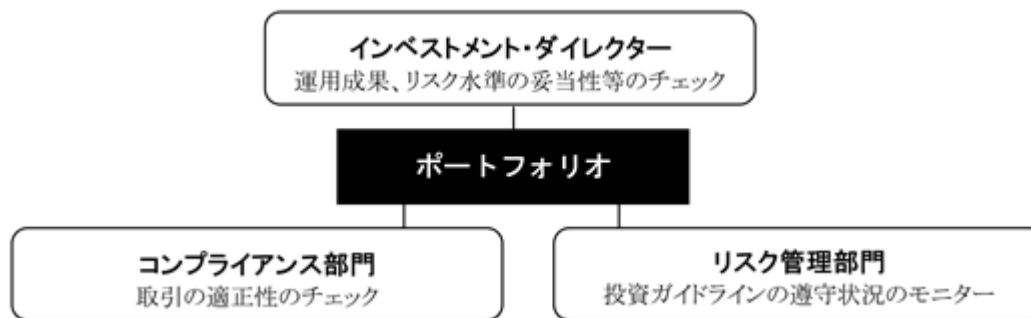 インベストメント・ダイレクター
運用成果、リスク水準の妥当性等のチェック
ポートフォリオ
コンプライアンス部門
取引の適正性のチェック
リスク管理部門
投資ガイドラインの遵守状況のモニター